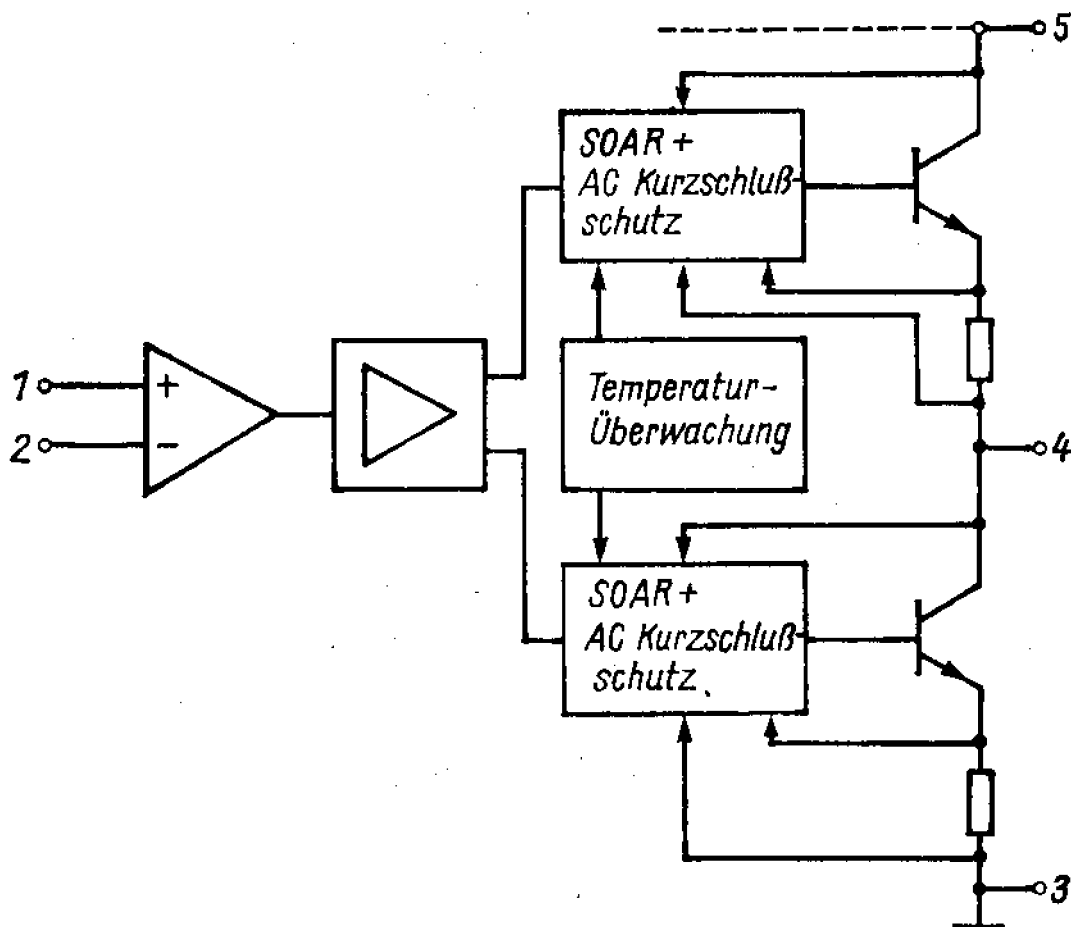 5
SOAR +
AC Kurzschluß-
schutz
1
+
2
-
Temperatur-
Überwachung
4
SOAR +
AC Kurzschluß-
schutz
3